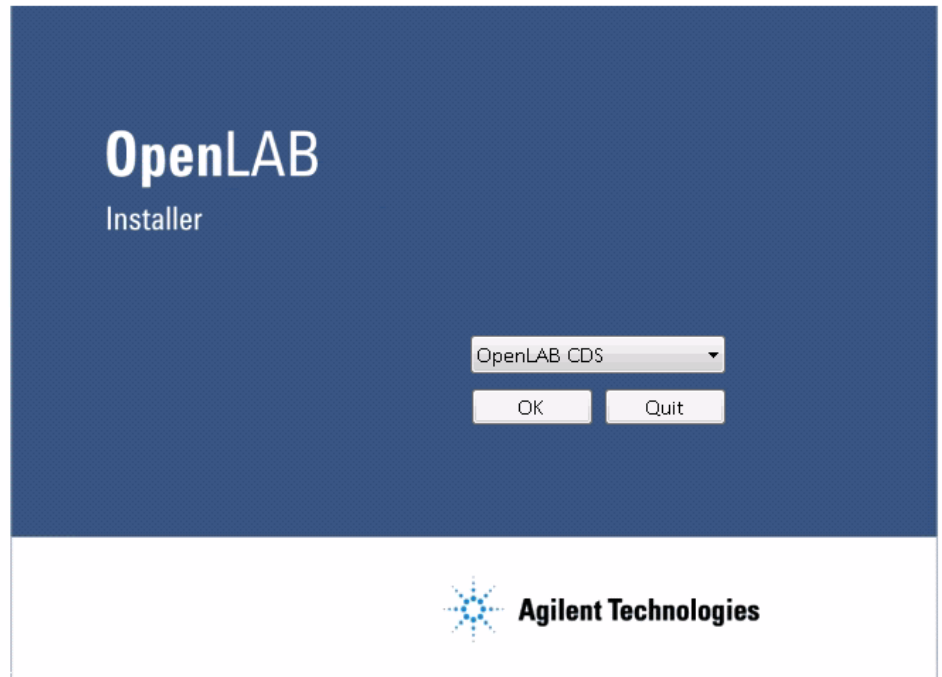 OpenLAB
Installer
OpenLAB CDS
OK Quit
Agilent Technologies